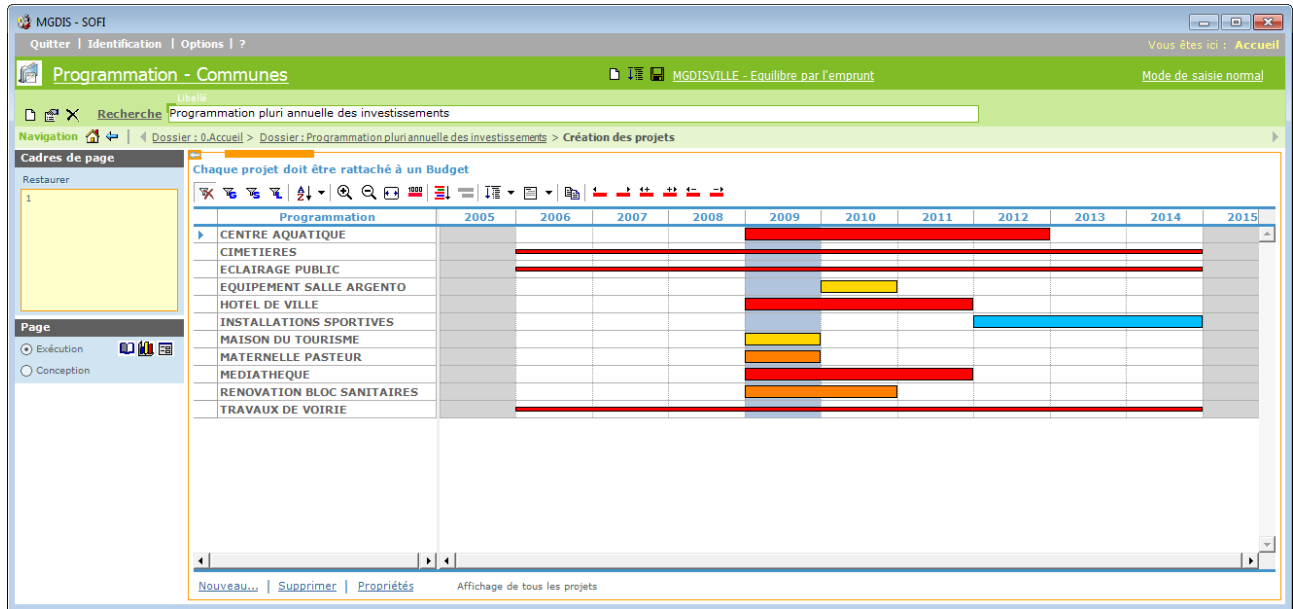 MGDIS - SOFI
Quitter | Identification | Options | ?
Vous êtes ici : Accueil
Programmation - Communes
MGDISVILLE - Equilibre par l'emprunt
Mode de saisie normal
Libellé
Recherche
Programmation pluri annuelle des investissements
Navigation
Dossier : 0.Accueil > Dossier : Programmation pluri annuelle des investissements > Création des projets
Cadres de page
Restaurer
1
Page
Exécution
Conception
Chaque projet doit être rattaché à un Budget
Programmation 2005 2006 2007 2008 2009 2010 2011 2012 2013 2014 2015
CENTRE AQUATIQUE
CIMETIERES
ECLAIRAGE PUBLIC
EQUIPEMENT SALLE ARGENTO
HOTEL DE VILLE
INSTALLATIONS SPORTIVES
MAISON DU TOURISME
MATERNELLE PASTEUR
MEDIATHEQUE
RENOVATION BLOC SANITAIRES
TRAVAUX DE VOIRIE
Nouveau... | Supprimer | Propriétés
Affichage de tous les projets